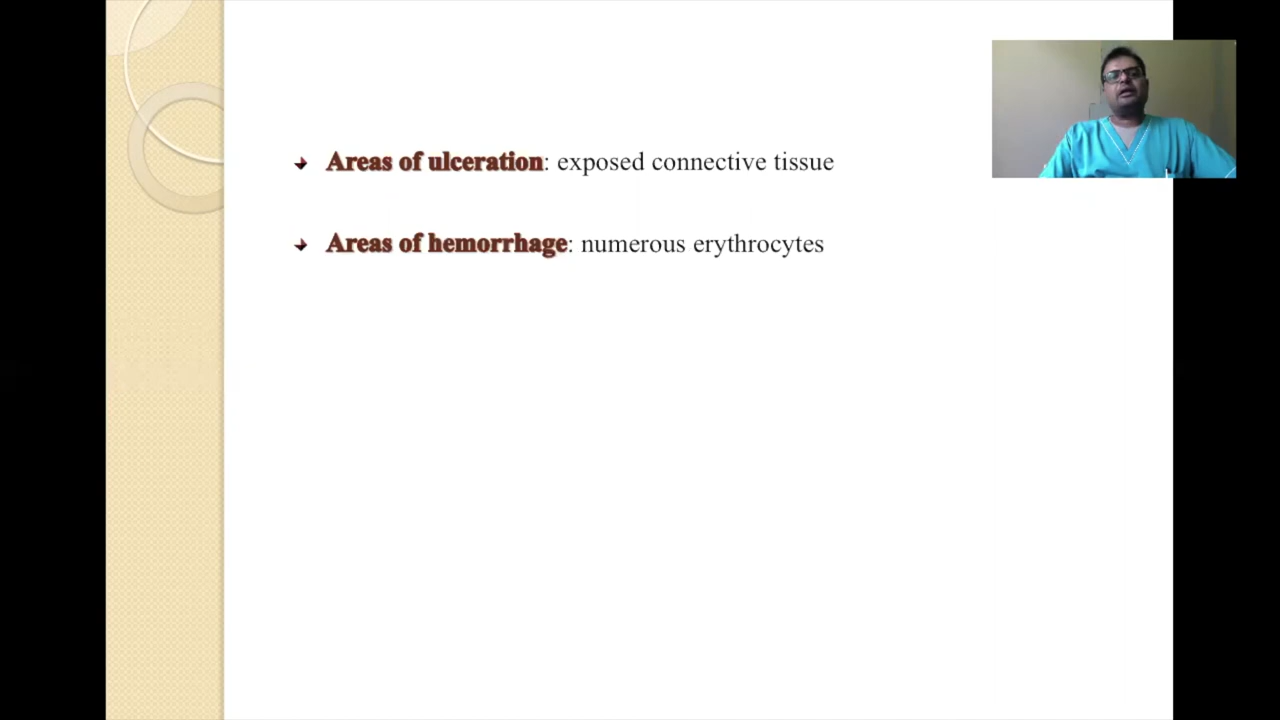 Areas of ulceration: exposed connective tissue
Areas of hemorrhage: numerous erythrocytes